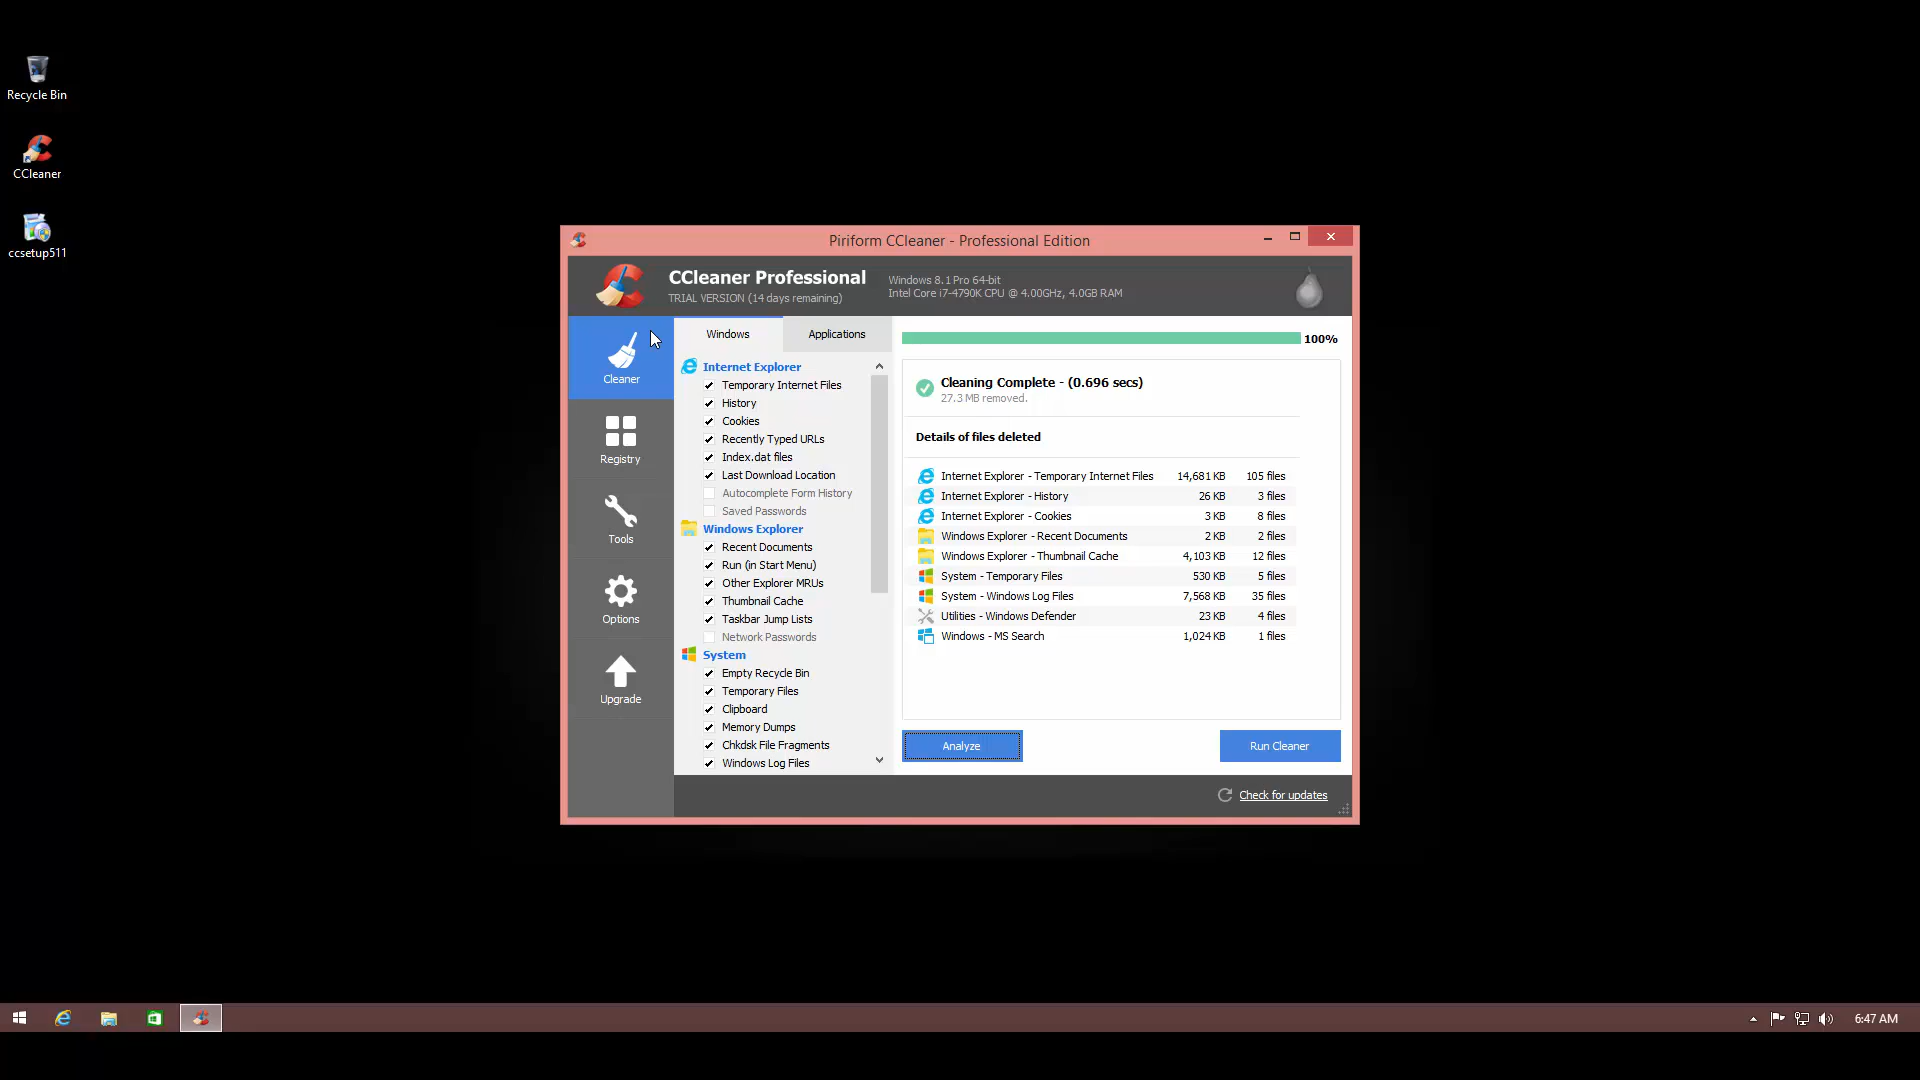 Recycle Bin
CCleaner
ccsetup511
Piriform CCleaner - Professional Edition
CCleaner Professional
TRIAL VERSION (14 days remaining)
Windows 8.1 Pro 64-bit
Intel Core i7-4790K CPU @ 4.00GHz, 4.0GB RAM
Cleaner
Registry
Tools
Options
Upgrade
Windows
Applications
Internet Explorer
Temporary Internet Files
History
Cookies
Recently Typed URLs
Index.dat files
Last Download Location
Autocomplete Form History
Saved Passwords
Windows Explorer
Recent Documents
Run (in Start Menu)
Other Explorer MRUs
Thumbnail Cache
Taskbar Jump Lists
Network Passwords
System
Empty Recycle Bin
Temporary Files
Clipboard
Memory Dumps
Chkdsk File Fragments
Windows Log Files
100%
Cleaning Complete - (0.696 secs)
27.3 MB removed.
Details of files deleted
Internet Explorer - Temporary Internet Files 14,681 KB 105 files
Internet Explorer - History 26 KB 3 files
Internet Explorer - Cookies 3 KB 8 files
Windows Explorer - Recent Documents 2 KB 2 files
Windows Explorer - Thumbnail Cache 4,103 KB 12 files
System - Temporary Files 530 KB 5 files
System - Windows Log Files 7,568 KB 35 files
Utilities - Windows Defender 23 KB 4 files
Windows - MS Search 1,024 KB 1 files
Analyze
Run Cleaner
Check for updates
6:47 AM